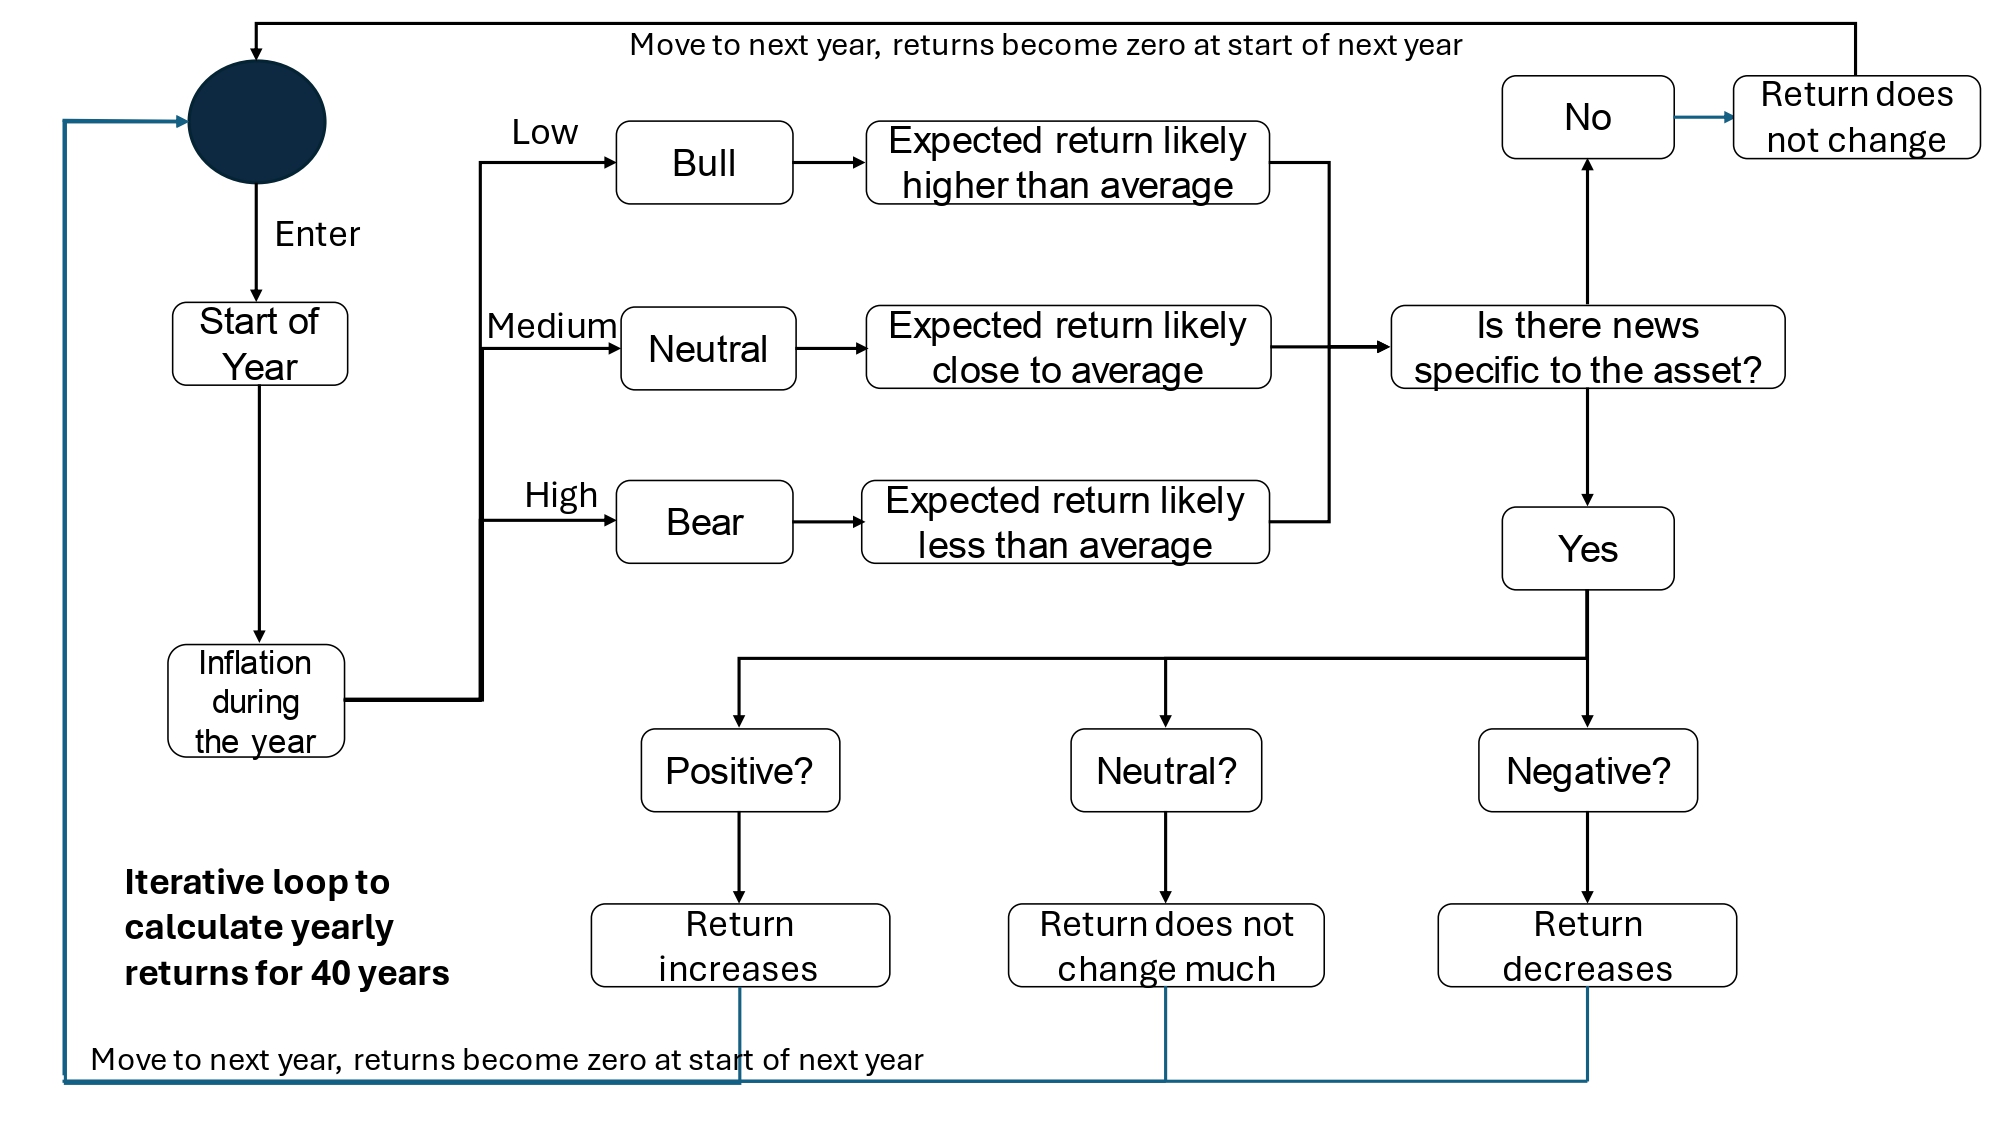 Move to next year, returns become zero at start of next year
No
Return does
not change
Low
Bull
Expected return likely
higher than average
Enter
Start of
Year
Medium
Neutral
Expected return likely
close to average
Is there news
specific to the asset?
High
Bear
Expected return likely
less than average
Yes
Inflation
during
the year
Positive?
Neutral?
Negative?
Iterative loop to
calculate yearly
returns for 40 years
Return
increases
Return does not
change much
Return
decreases
Move to next year, returns become zero at start of next year